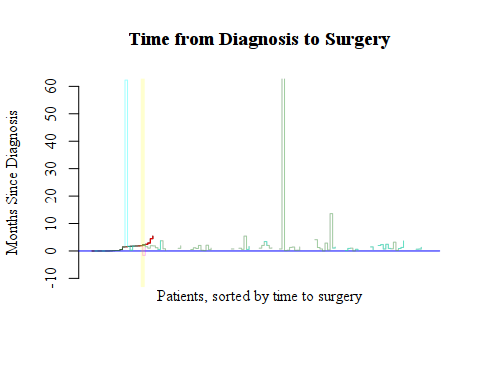 Time from Diagnosis to Surgery
Months Since Diagnosis
60
50
40
30
20
10
0
-10
Patients, sorted by time to surgery